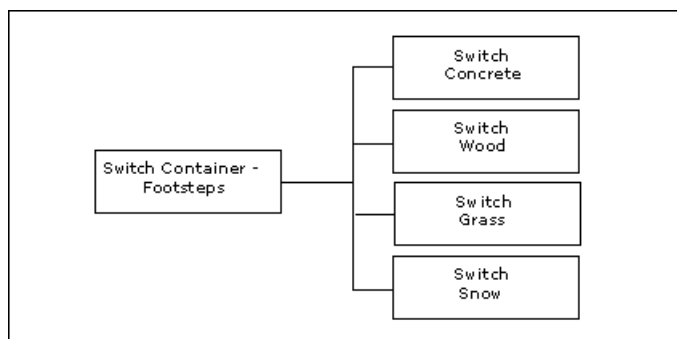 Switch
Concrete
Switch
Wood
Switch Container -
Footsteps
Switch
Grass
Switch
Snow